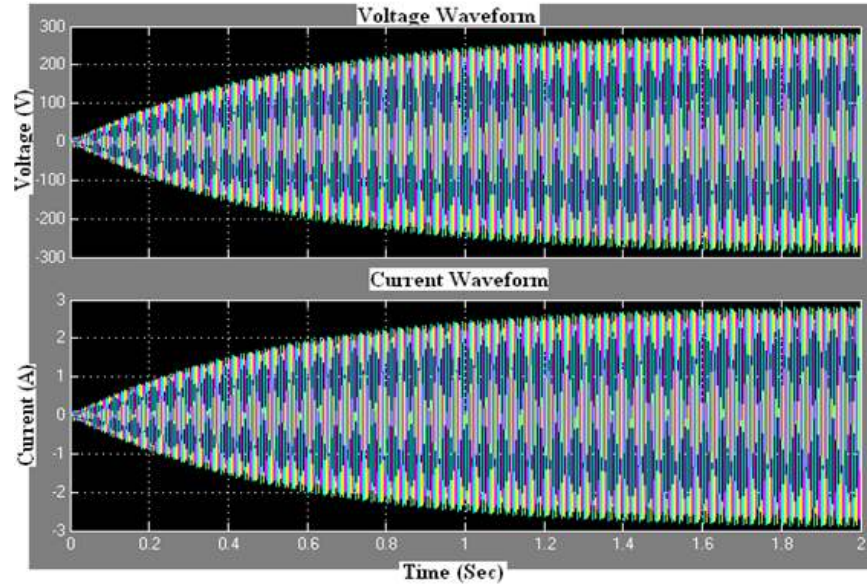 Voltage Waveform
300
200
100
0
-100
-200
-300
Voltage (V)
Current Waveform
3
2
1
0
-1
-2
-3
Current (A)
0 0.2 0.4 0.6 0.8 1 1.2 1.4 1.6 1.8 2
Time (Sec)